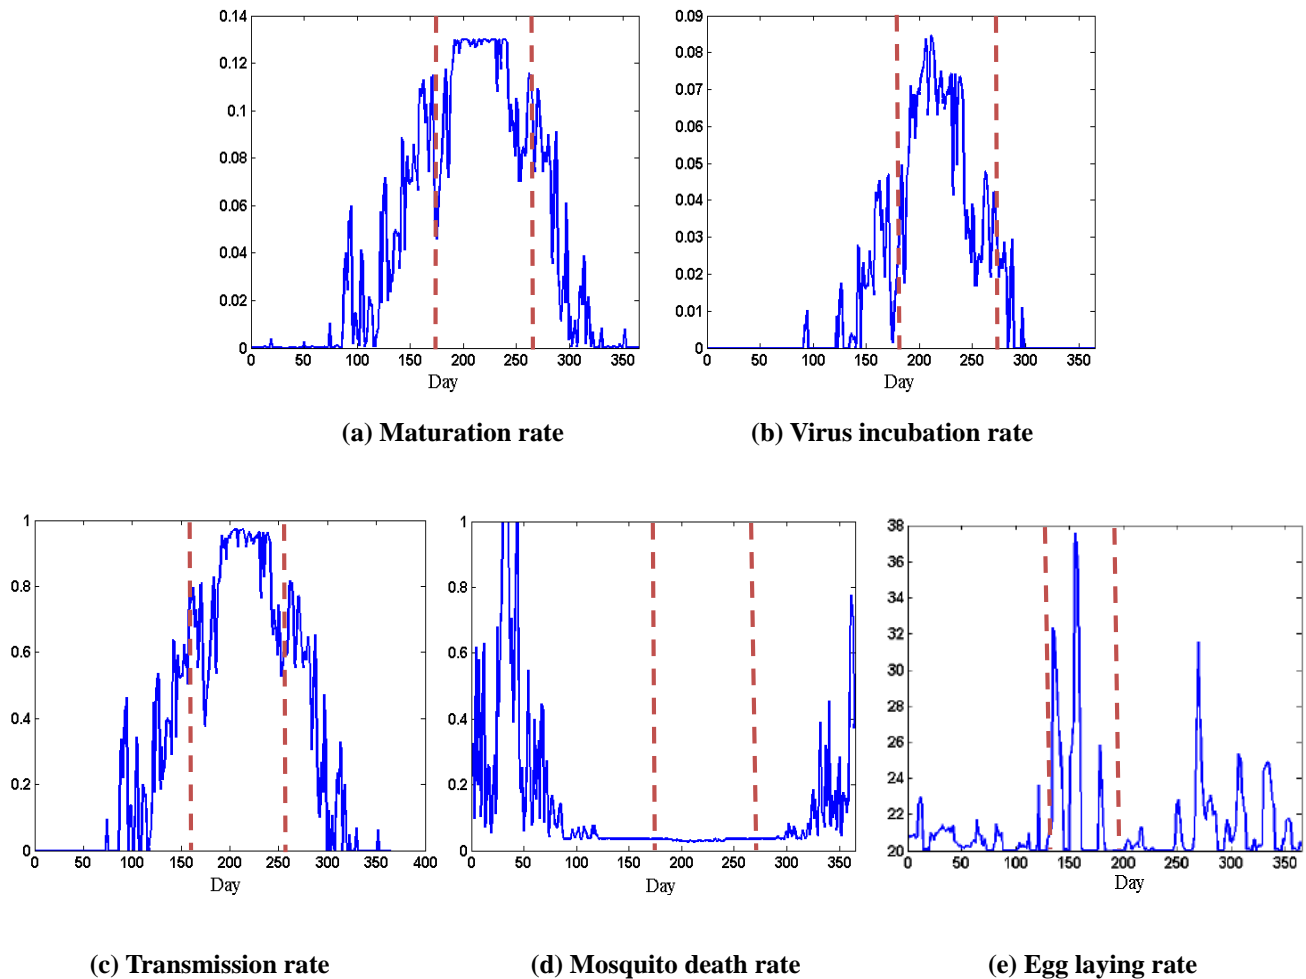 0.14
0.12
0.1
0.08
0.06
0.04
0.02
0
0 50 100 150 200 250 300 350
Day
(a) Maturation rate
0.09
0.08
0.07
0.06
0.05
0.04
0.03
0.02
0.01
0
0 50 100 150 200 250 300 350
Day
(b) Virus incubation rate
1
0.8
0.6
0.4
0.2
0
0 50 100 150 200 250 300 350 400
Day
(c) Transmission rate
1
0.8
0.6
0.4
0.2
0
0 50 100 150 200 250 300 350
Day
(d) Mosquito death rate
38
36
34
32
30
28
26
24
22
20
0 50 100 150 200 250 300 350
Day
(e) Egg laying rate